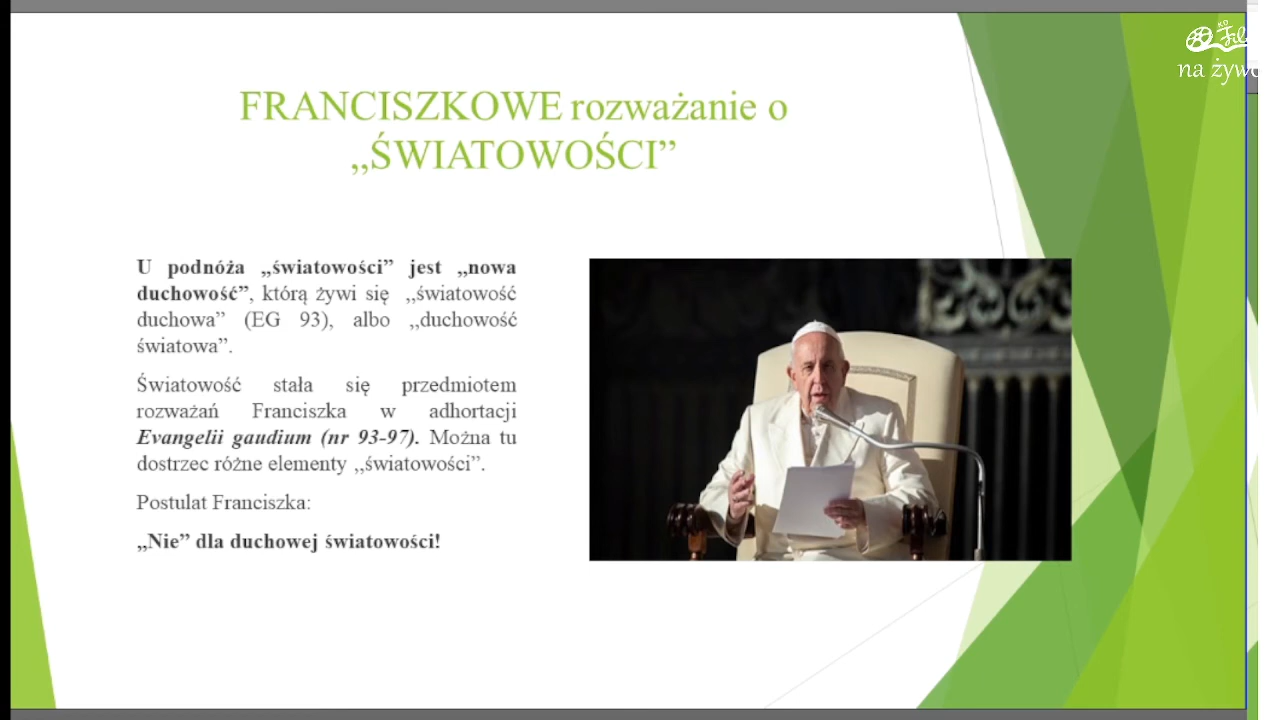 FRANCISZKOWE rozważanie o
,,ŚWIATOWOŚCI”
U podnóża ,,światowości” jest ,,nowa
duchowość”, którą żywi się ,,światowość
duchowa” (EG 93), albo ,,duchowość
światowa”.
Światowość stała się przedmiotem
rozważań Franciszka w adhortacji
Evangelii gaudium (nr 93-97). Można tu
dostrzec różne elementy ,,światowości”.
Postulat Franciszka:
„Nie” dla duchowej światowości!
na żywo